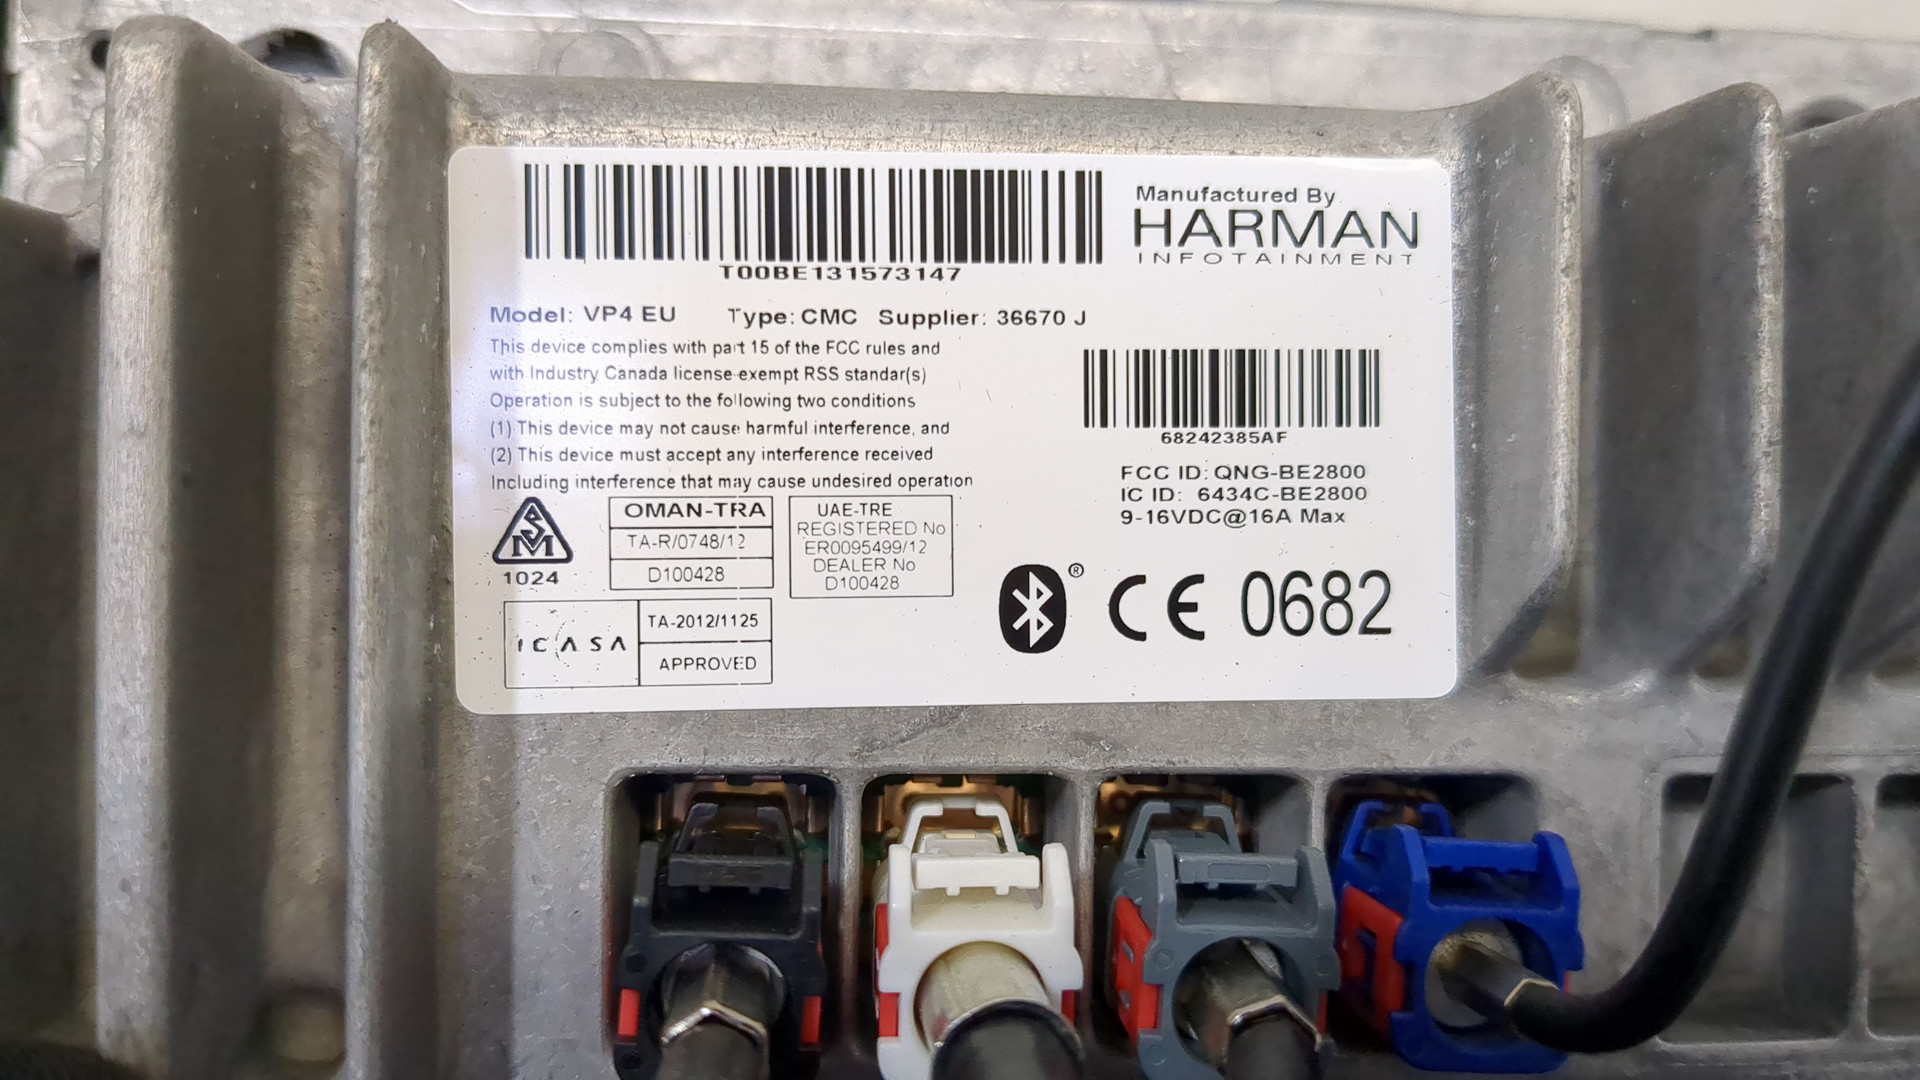 T00BE131573147
Manufactured By
HARMAN
INFOTAINMENT
Model: VP4 EU Type: CMC Supplier: 36670 J
This device complies with part 15 of the FCC rules and
with Industry Canada license-exempt RSS standar(s)
Operation is subject to the following two conditions
(1) This device may not cause harmful interference, and
(2) This device must accept any interference received
Including interference that may cause undesired operation
68242385AF
FCC ID: QNG-BE2800
IC ID: 6434C-BE2800
9-16VDC@16A Max
SM
1024
OMAN-TRA
TA-R/0748/12
D100428
UAE-TRE
REGISTERED No
ER0095499/12
DEALER No
D100428
ICASA
TA-2012/1125
APPROVED
®
CE 0682